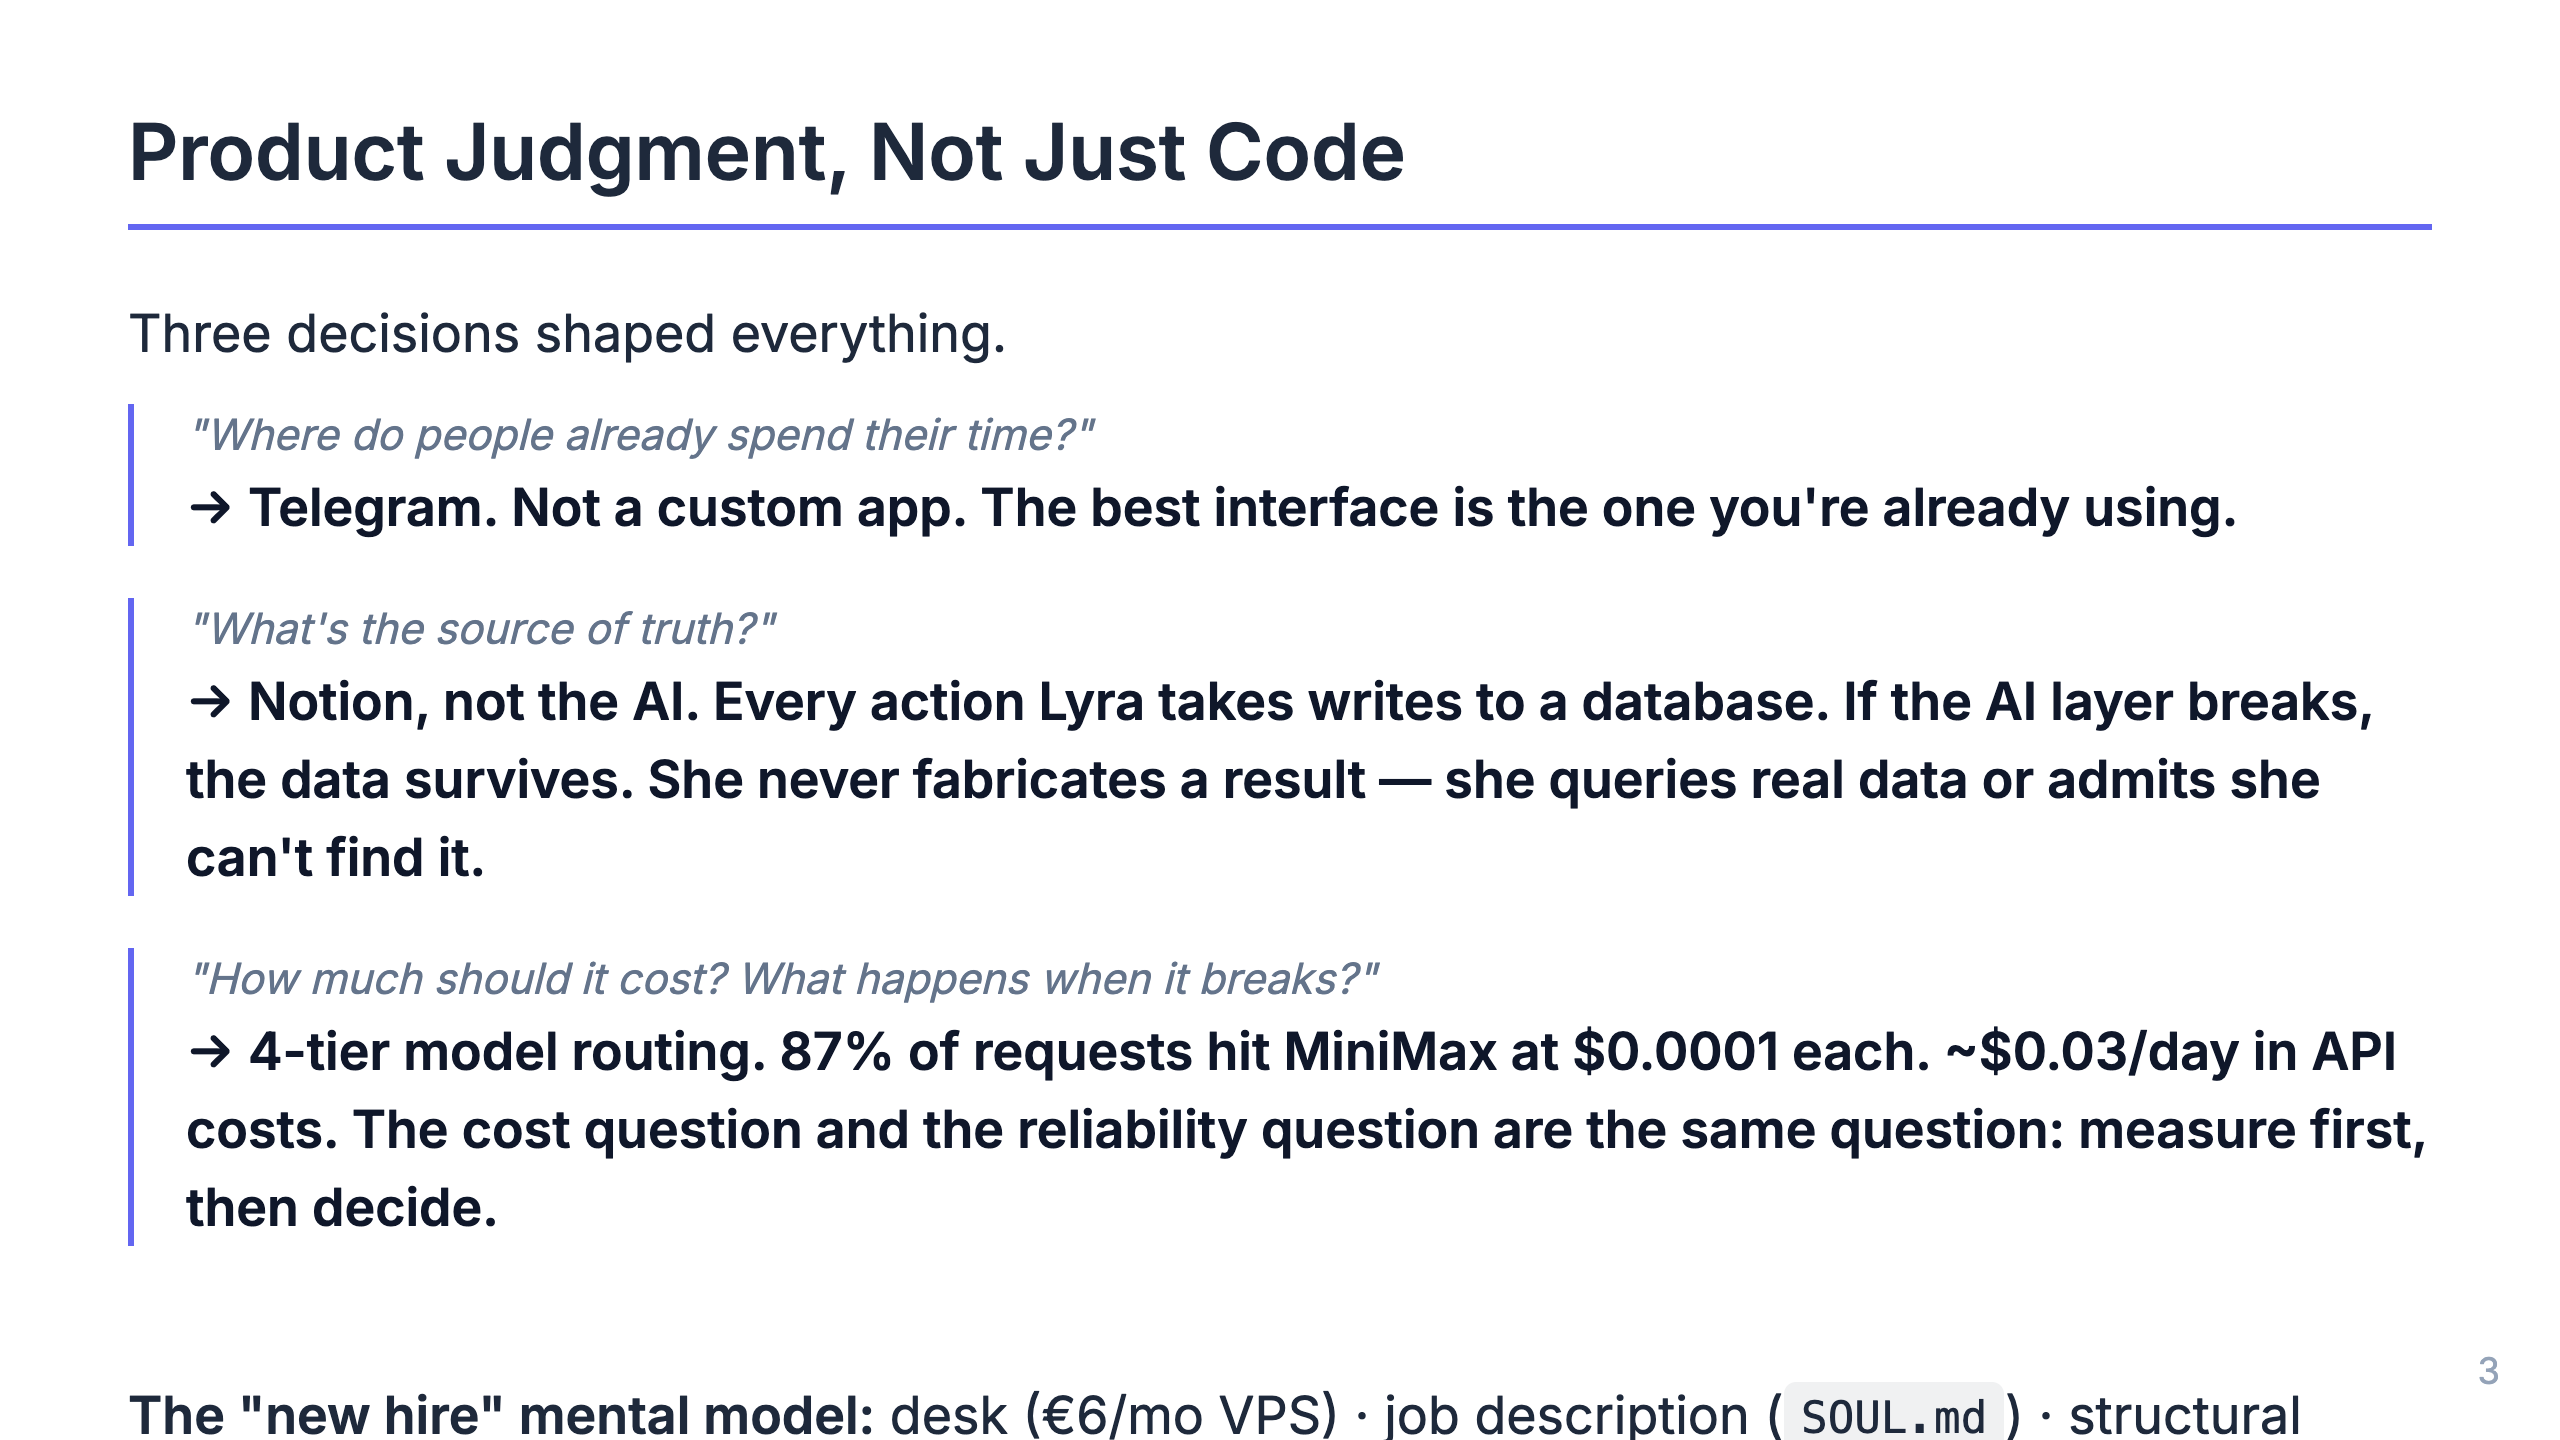 Product Judgment, Not Just Code
Three decisions shaped everything.
"Where do people already spend their time?"
→ Telegram. Not a custom app. The best interface is the one you're already using.
"What's the source of truth?"
→ Notion, not the AI. Every action Lyra takes writes to a database. If the AI layer breaks,
the data survives. She never fabricates a result — she queries real data or admits she
can't find it.
"How much should it cost? What happens when it breaks?"
→ 4-tier model routing. 87% of requests hit MiniMax at $0.0001 each. ~$0.03/day in API
costs. The cost question and the reliability question are the same question: measure first,
then decide.
3
The "new hire" mental model: desk (€6/mo VPS) · job description (SOUL.md) · structural